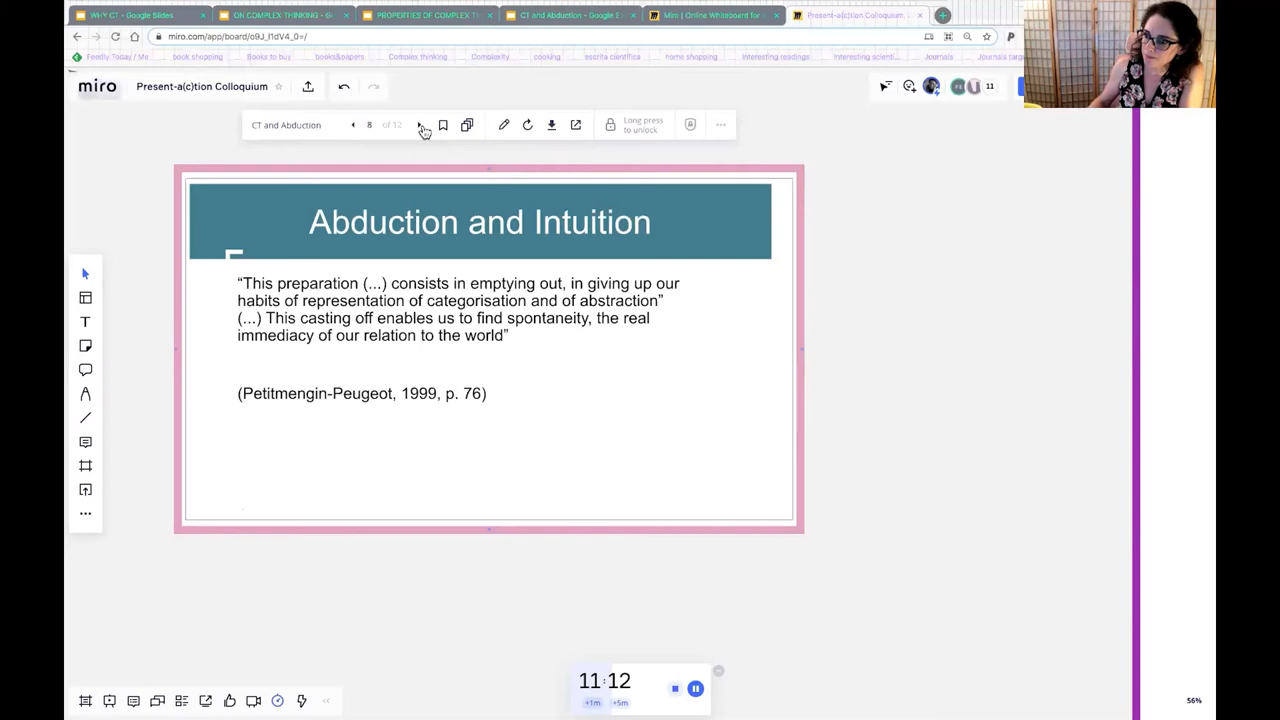 WHY CT - Google Slides
ON COMPLEX THINKING - G
PROPERTIES OF COMPLEX T
CT and Abduction - Google
Miro | Online Whiteboard for
Present-a(c)tion Colloquium
miro.com/app/board/o9J_l1dV4_0=/
Feedly Today / Me
book shopping
Books to buy
books&papers
Complex thinking
Complexity
cooking
escrita científica
home shopping
Interesting readings
Interesting scienti
Journals
Journals targ
miro
Present-a(c)tion Colloquium
11
CT and Abduction
8
of 12
Long press
to unlock
Abduction and Intuition
“This preparation (...) consists in emptying out, in giving up our
habits of representation of categorisation and of abstraction”
(...) This casting off enables us to find spontaneity, the real
immediacy of our relation to the world”
(Petitmengin-Peugeot, 1999, p. 76)
T
11:12
+1m
+5m
56%